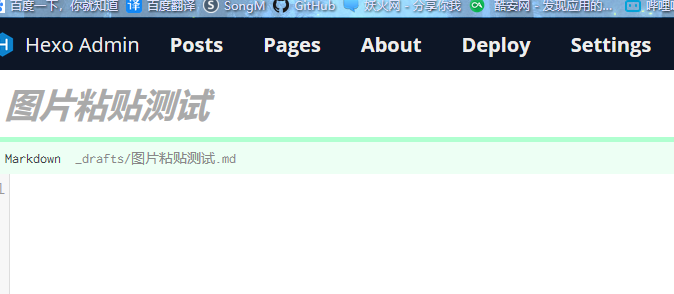 百度一下，你就知道 百度翻译 SongM GitHub 妖火网 - 分享你我 酷安网 - 发现应用的... 哔哩
Hexo Admin Posts Pages About Deploy Settings
图片粘贴测试
Markdown _drafts/图片粘贴测试.md
1